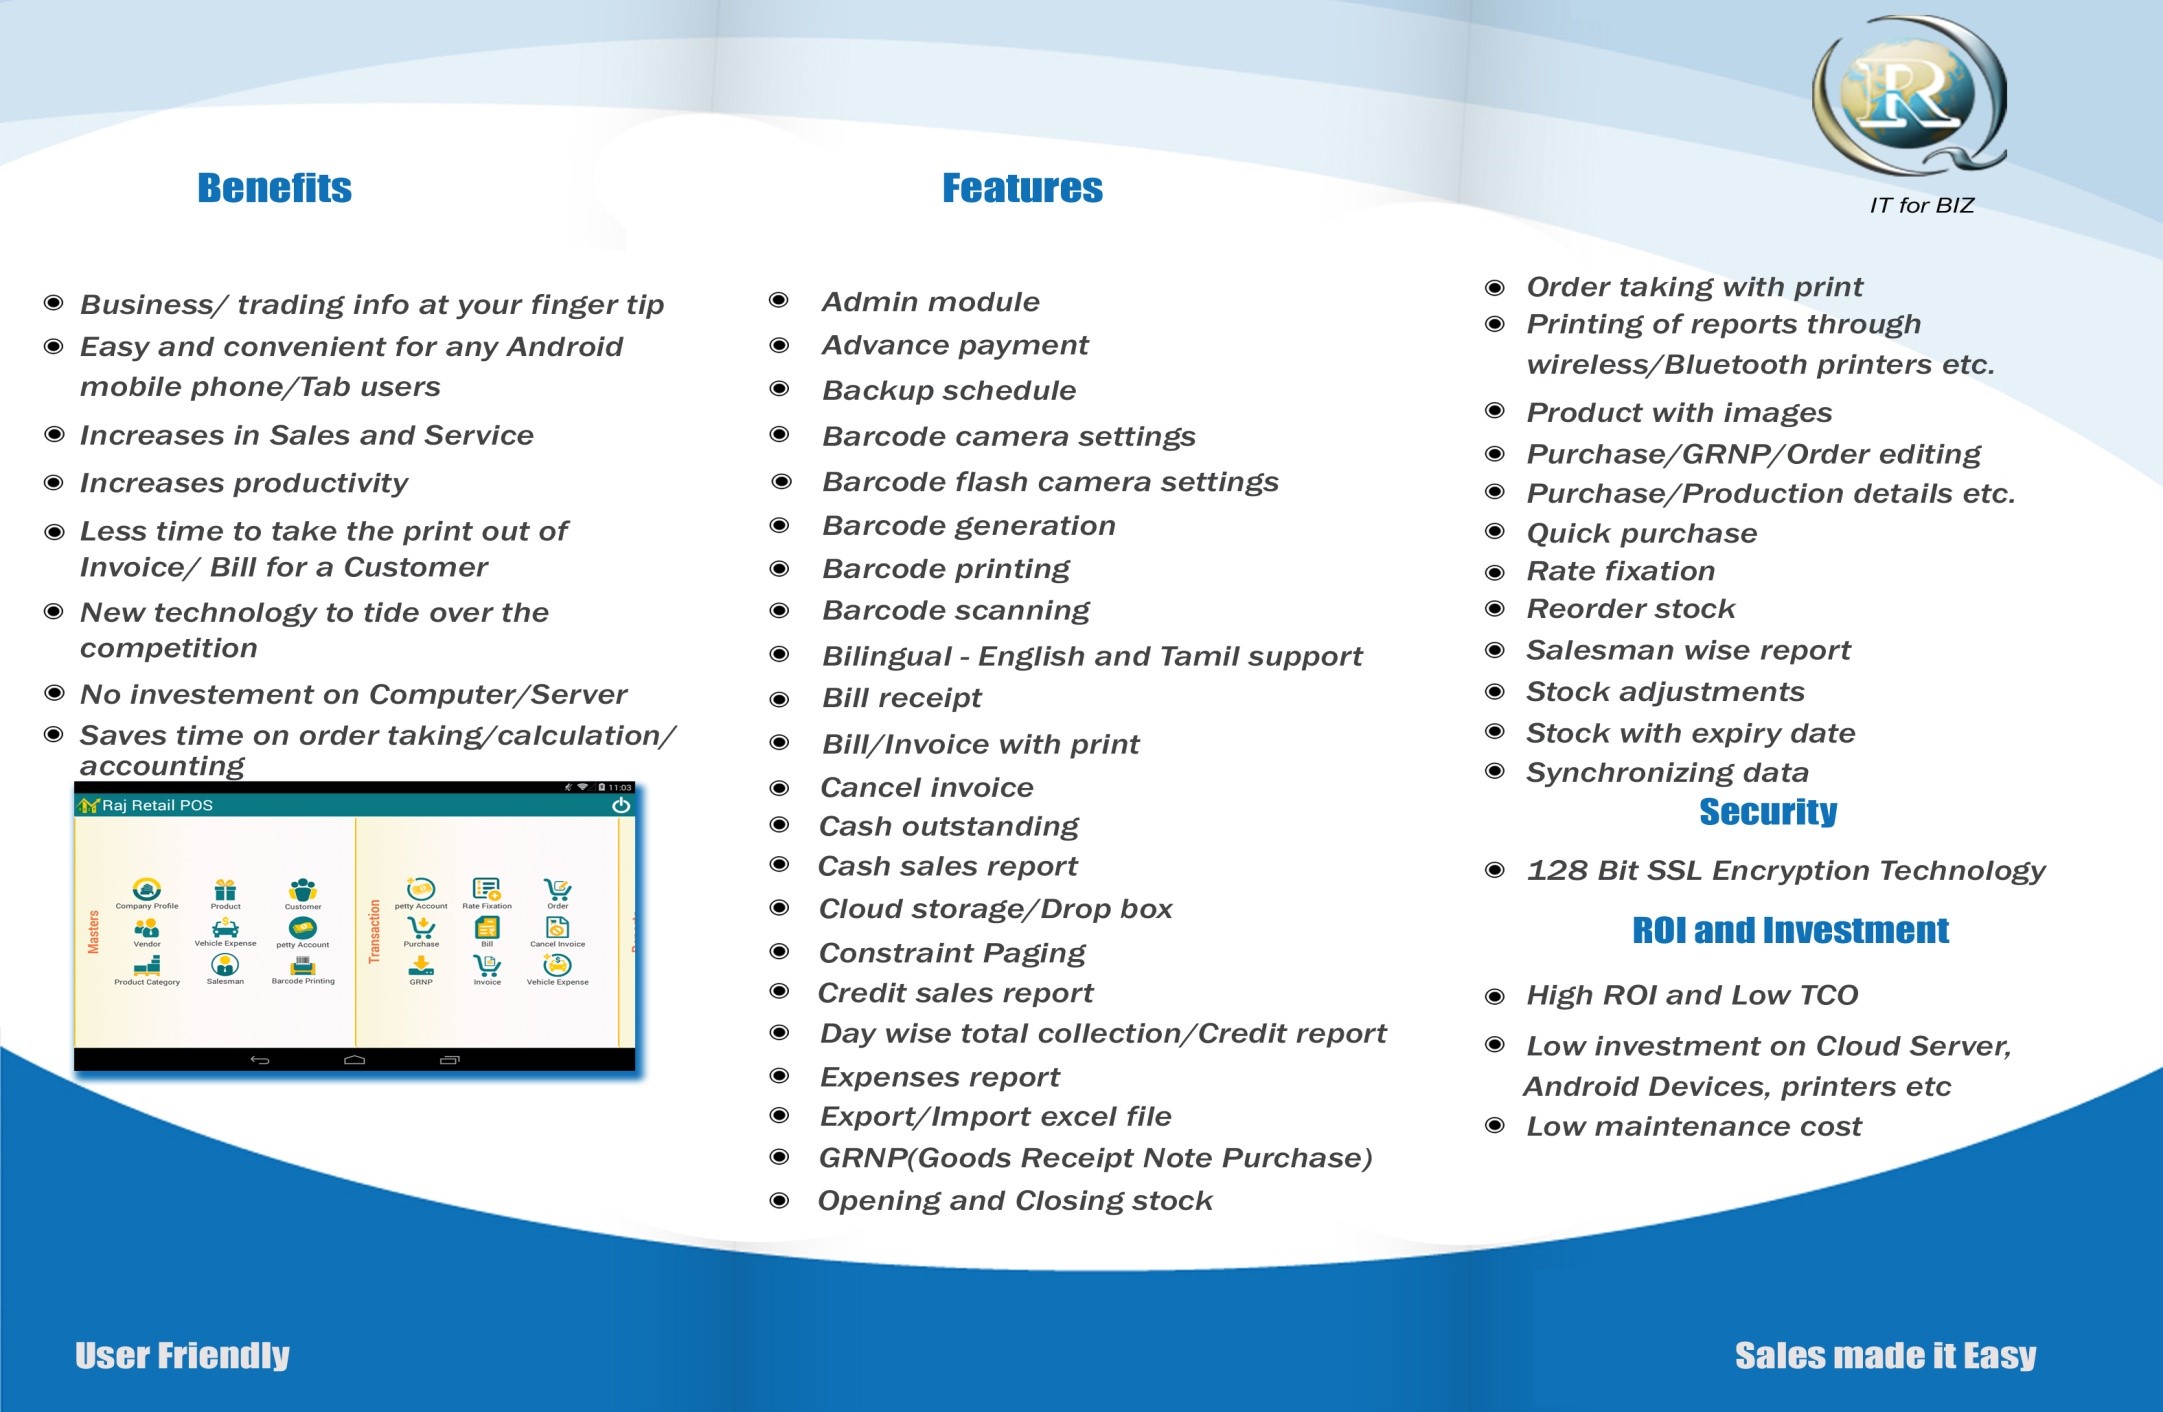 Benefits
Business/ trading info at your finger tip
Easy and convenient for any Android
mobile phone/Tab users
Increases in Sales and Service
Increases productivity
Less time to take the print out of
Invoice/ Bill for a Customer
New technology to tide over the
competition
No investement on Computer/Server
Saves time on order taking/calculation/
accounting
11:03
Raj Retail POS
Masters
Company Profile
Product
Customer
Vendor
Vehicle Expense
petty Account
Product Category
Salesman
Barcode Printing
Transaction
petty Account
Rate Fixation
Order
Purchase
Bill
Cancel Invoice
GRNP
Invoice
Vehicle Expense
User Friendly
Features
Admin module
Advance payment
Backup schedule
Barcode camera settings
Barcode flash camera settings
Barcode generation
Barcode printing
Barcode scanning
Bilingual - English and Tamil support
Bill receipt
Bill/Invoice with print
Cancel invoice
Cash outstanding
Cash sales report
Cloud storage/Drop box
Constraint Paging
Credit sales report
Day wise total collection/Credit report
Expenses report
Export/Import excel file
GRNP(Goods Receipt Note Purchase)
Opening and Closing stock
R
IT for BIZ
Order taking with print
Printing of reports through
wireless/Bluetooth printers etc.
Product with images
Purchase/GRNP/Order editing
Purchase/Production details etc.
Quick purchase
Rate fixation
Reorder stock
Salesman wise report
Stock adjustments
Stock with expiry date
Synchronizing data
Security
128 Bit SSL Encryption Technology
ROI and Investment
High ROI and Low TCO
Low investment on Cloud Server,
Android Devices, printers etc
Low maintenance cost
Sales made it Easy